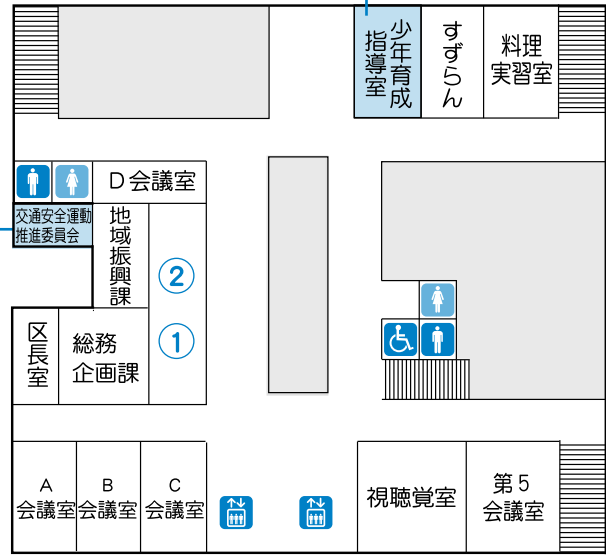 少年育成
指導室
すずらん
料理
実習室
D会議室
交通安全運動
推進委員会
地域振興課
②
①
区長室
総務
企画課
A
会議室
B
会議室
C
会議室
視聴覚室
第5
会議室